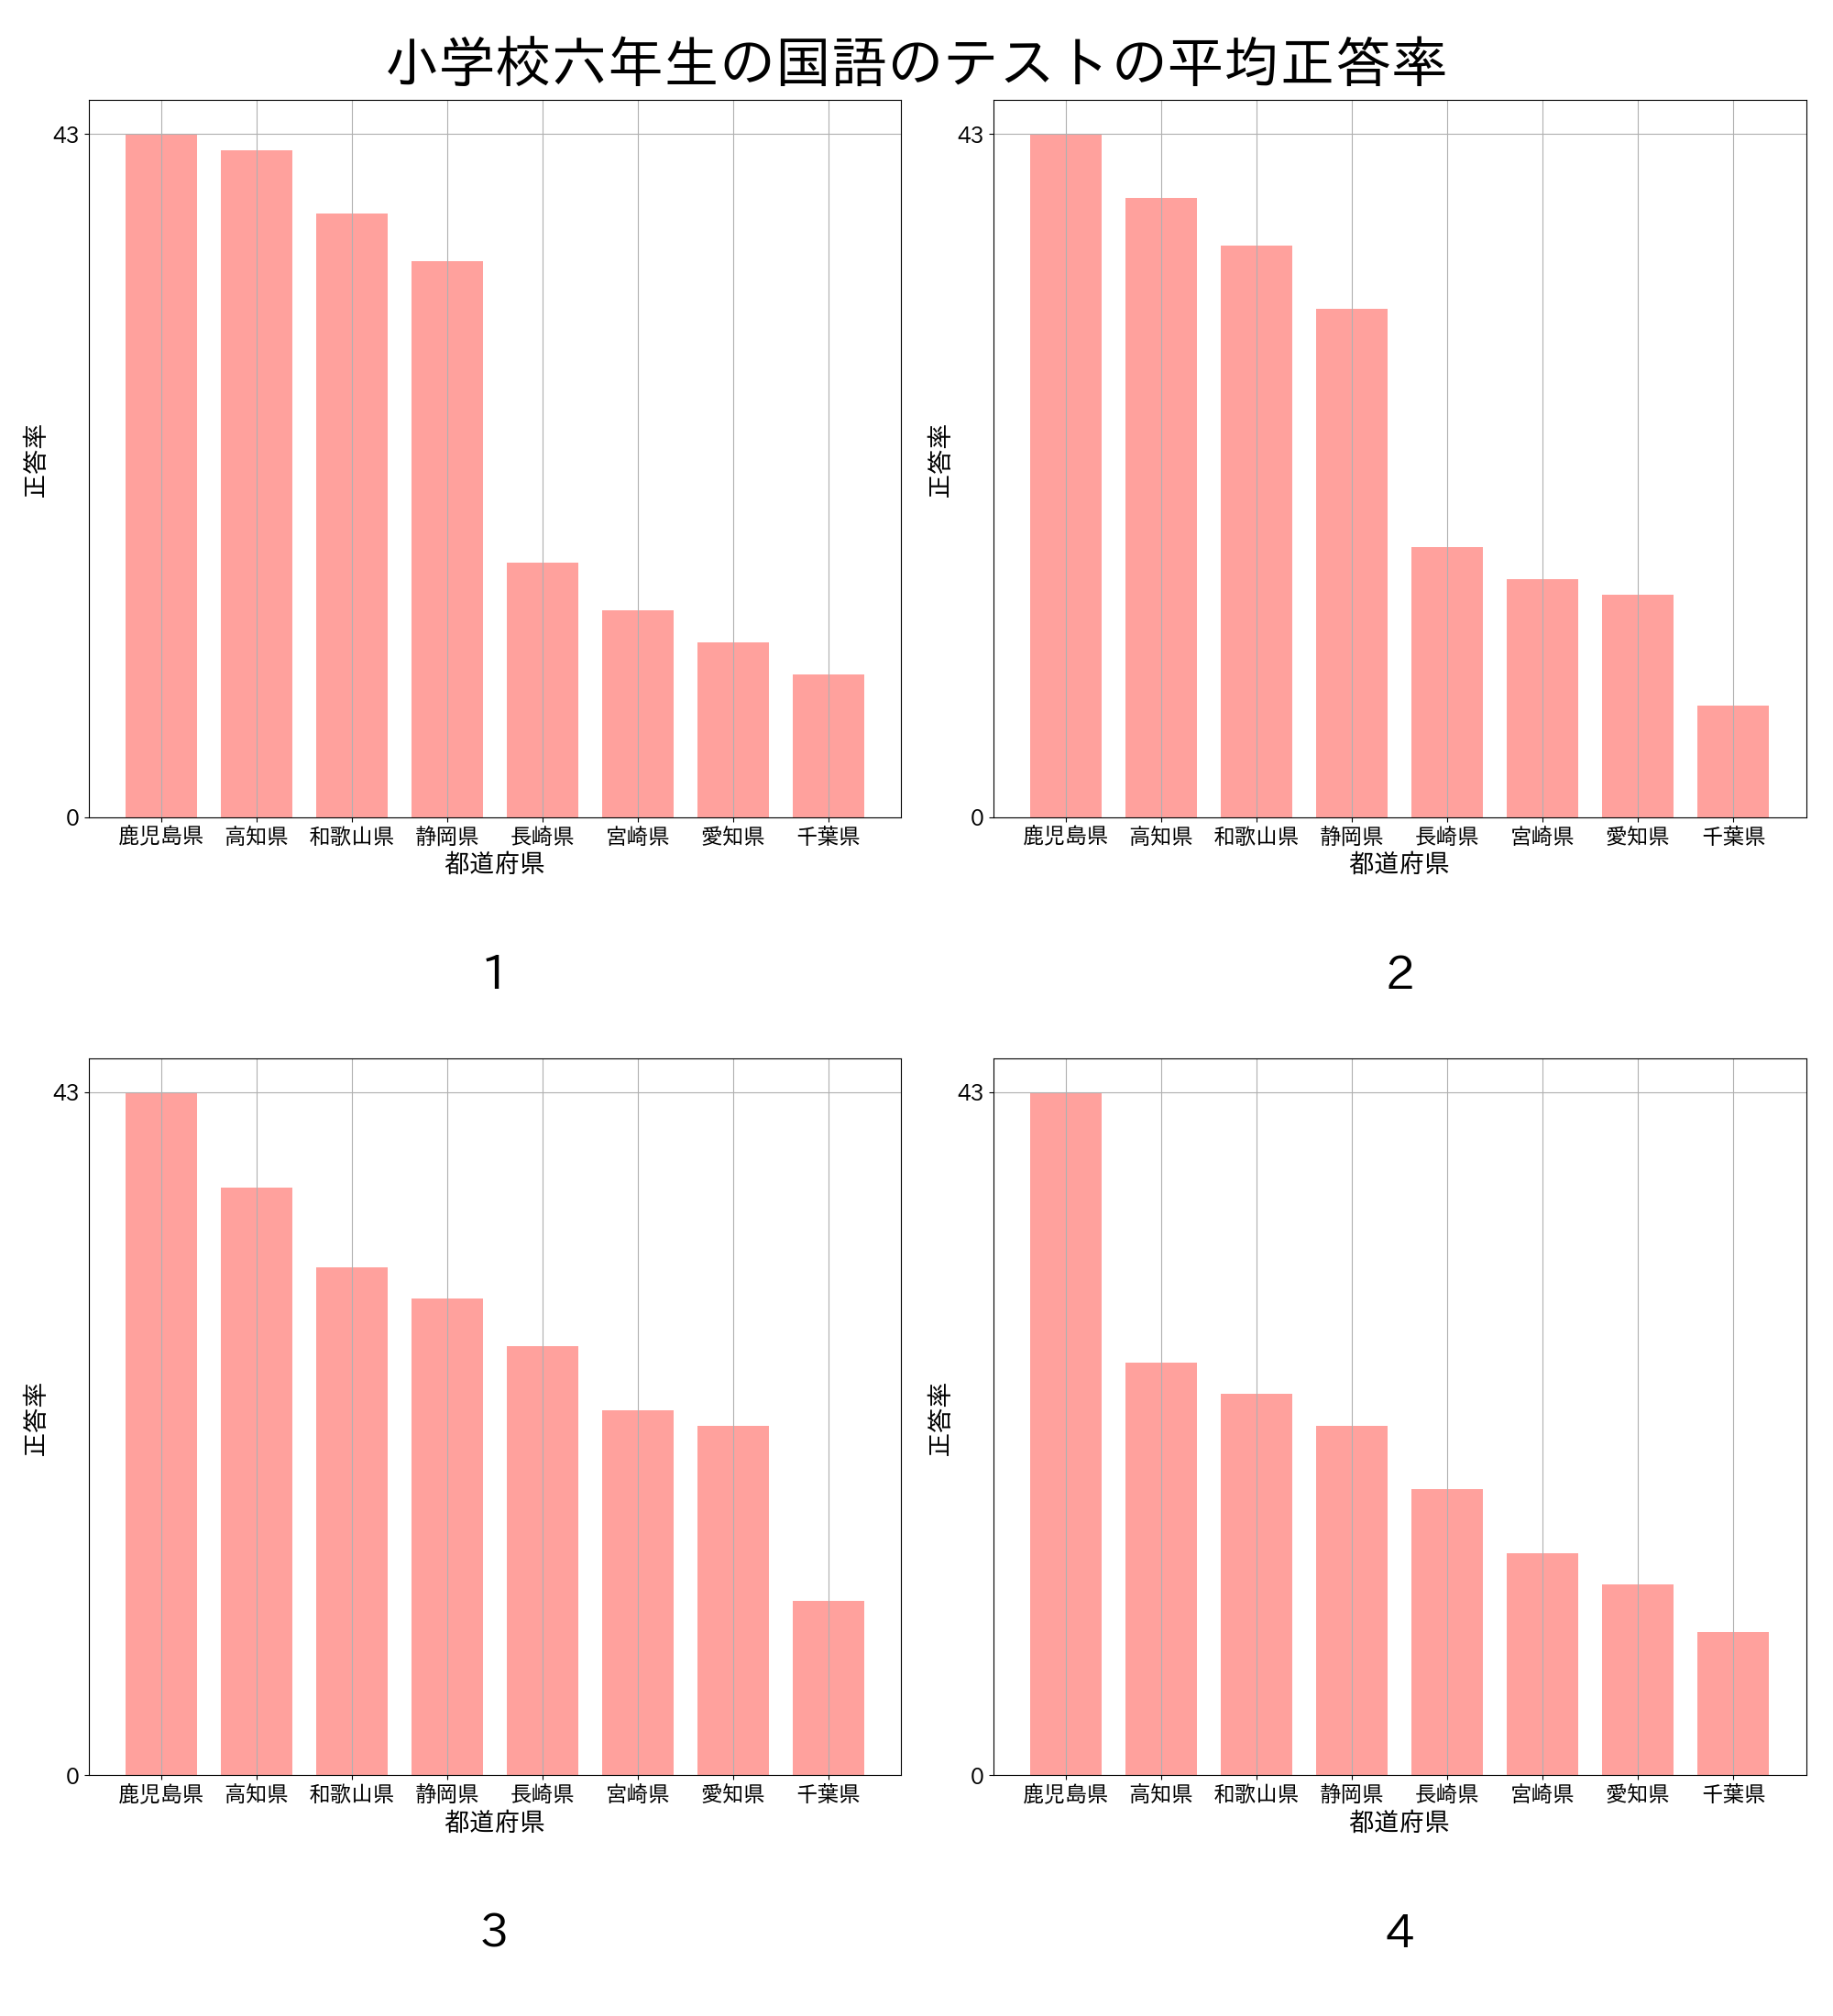 小学校六年生の国語のテストの平均正答率
43
0
正答率
鹿児島県 高知県 和歌山県 静岡県 長崎県 宮崎県 愛知県 千葉県
都道府県
1
43
0
正答率
鹿児島県 高知県 和歌山県 静岡県 長崎県 宮崎県 愛知県 千葉県
都道府県
2
43
0
正答率
鹿児島県 高知県 和歌山県 静岡県 長崎県 宮崎県 愛知県 千葉県
都道府県
3
43
0
正答率
鹿児島県 高知県 和歌山県 静岡県 長崎県 宮崎県 愛知県 千葉県
都道府県
4